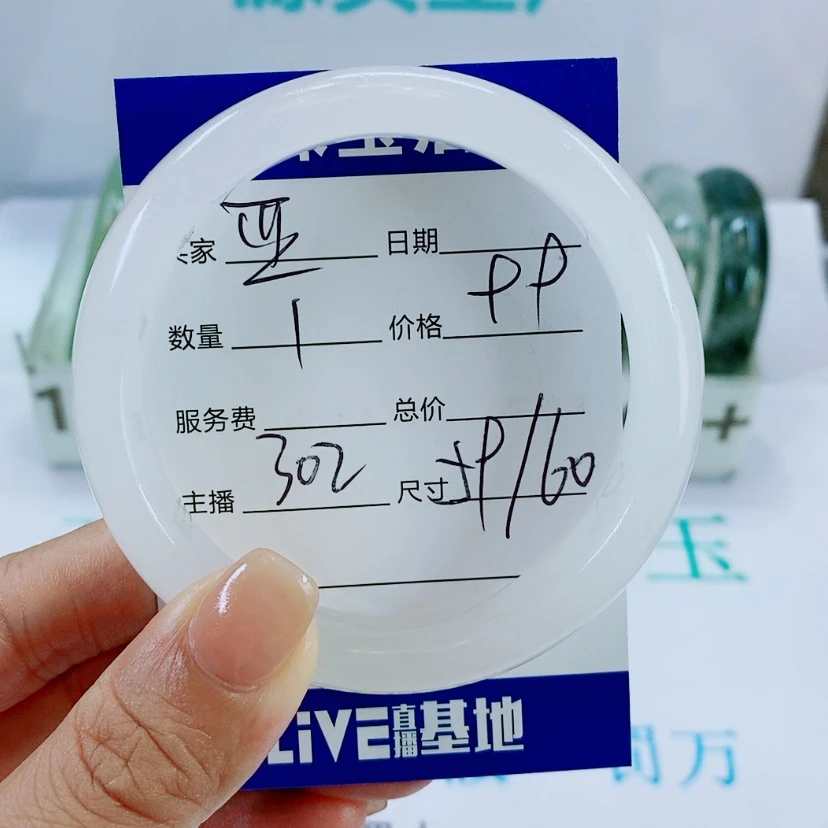 家 亚 日期
数量 1 价格 PP
服务费 总价
主播 302 尺寸 /60
LiVE直播基地
玉
罚万